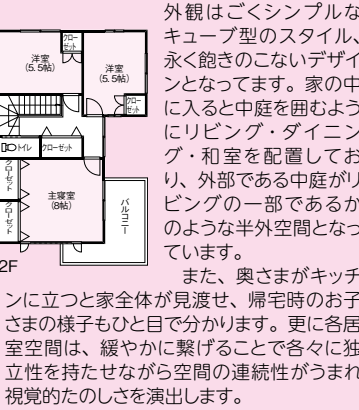 クロー
ゼット
洋室
(5.5帖)
洋室
(5.5帖)
クロー
ゼット
トイレ
クローゼット
クローゼット
クローゼット
主寝室
(8帖)
バルコニー
2F
外観はごくシンプルな
キューブ型のスタイル、
永く飽きのこないデザイ
ンとなってます。家の中
に入ると中庭を囲むよう
にリビング・ダイニン
グ・和室を配置してお
り、外部である中庭がリ
ビングの一部であるか
のような半外空間となっ
ています。
また、奥さまがキッチ
ンに立つと家全体が見渡せ、帰宅時のお子
さまの様子もひと目で分かります。更に各居
室空間は、緩やかに繋げることで各々に独
立性を持たせながら空間の連続性がうまれ
視覚的たのしさを演出します。